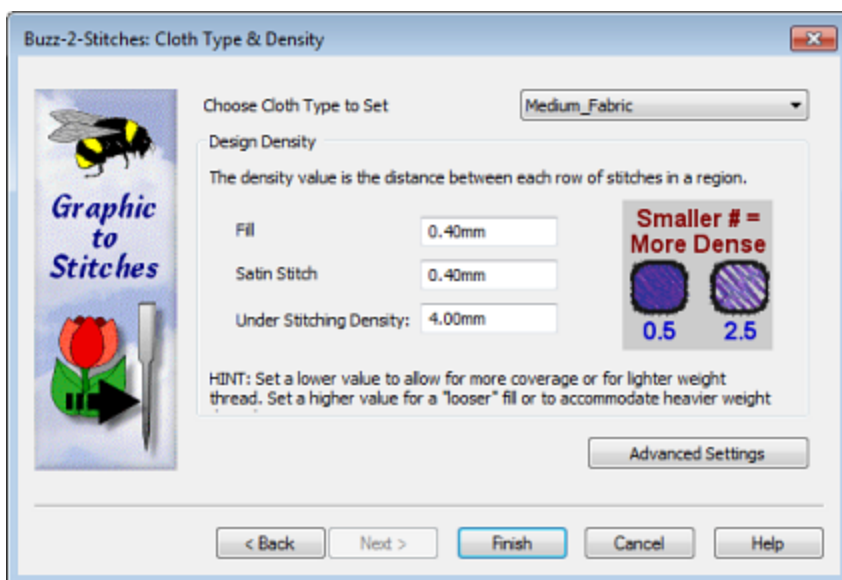 Buzz-2-Stitches: Cloth Type & Density
Graphic
to
Stitches
Choose Cloth Type to Set
Medium_Fabric
Design Density
The density value is the distance between each row of stitches in a region.
Fill
0.40mm
Satin Stitch
0.40mm
Under Stitching Density:
4.00mm
Smaller # =
More Dense
0.5 2.5
HINT: Set a lower value to allow for more coverage or for lighter weight
thread. Set a higher value for a "looser" fill or to accommodate heavier weight
Advanced Settings
< Back Next > Finish Cancel Help